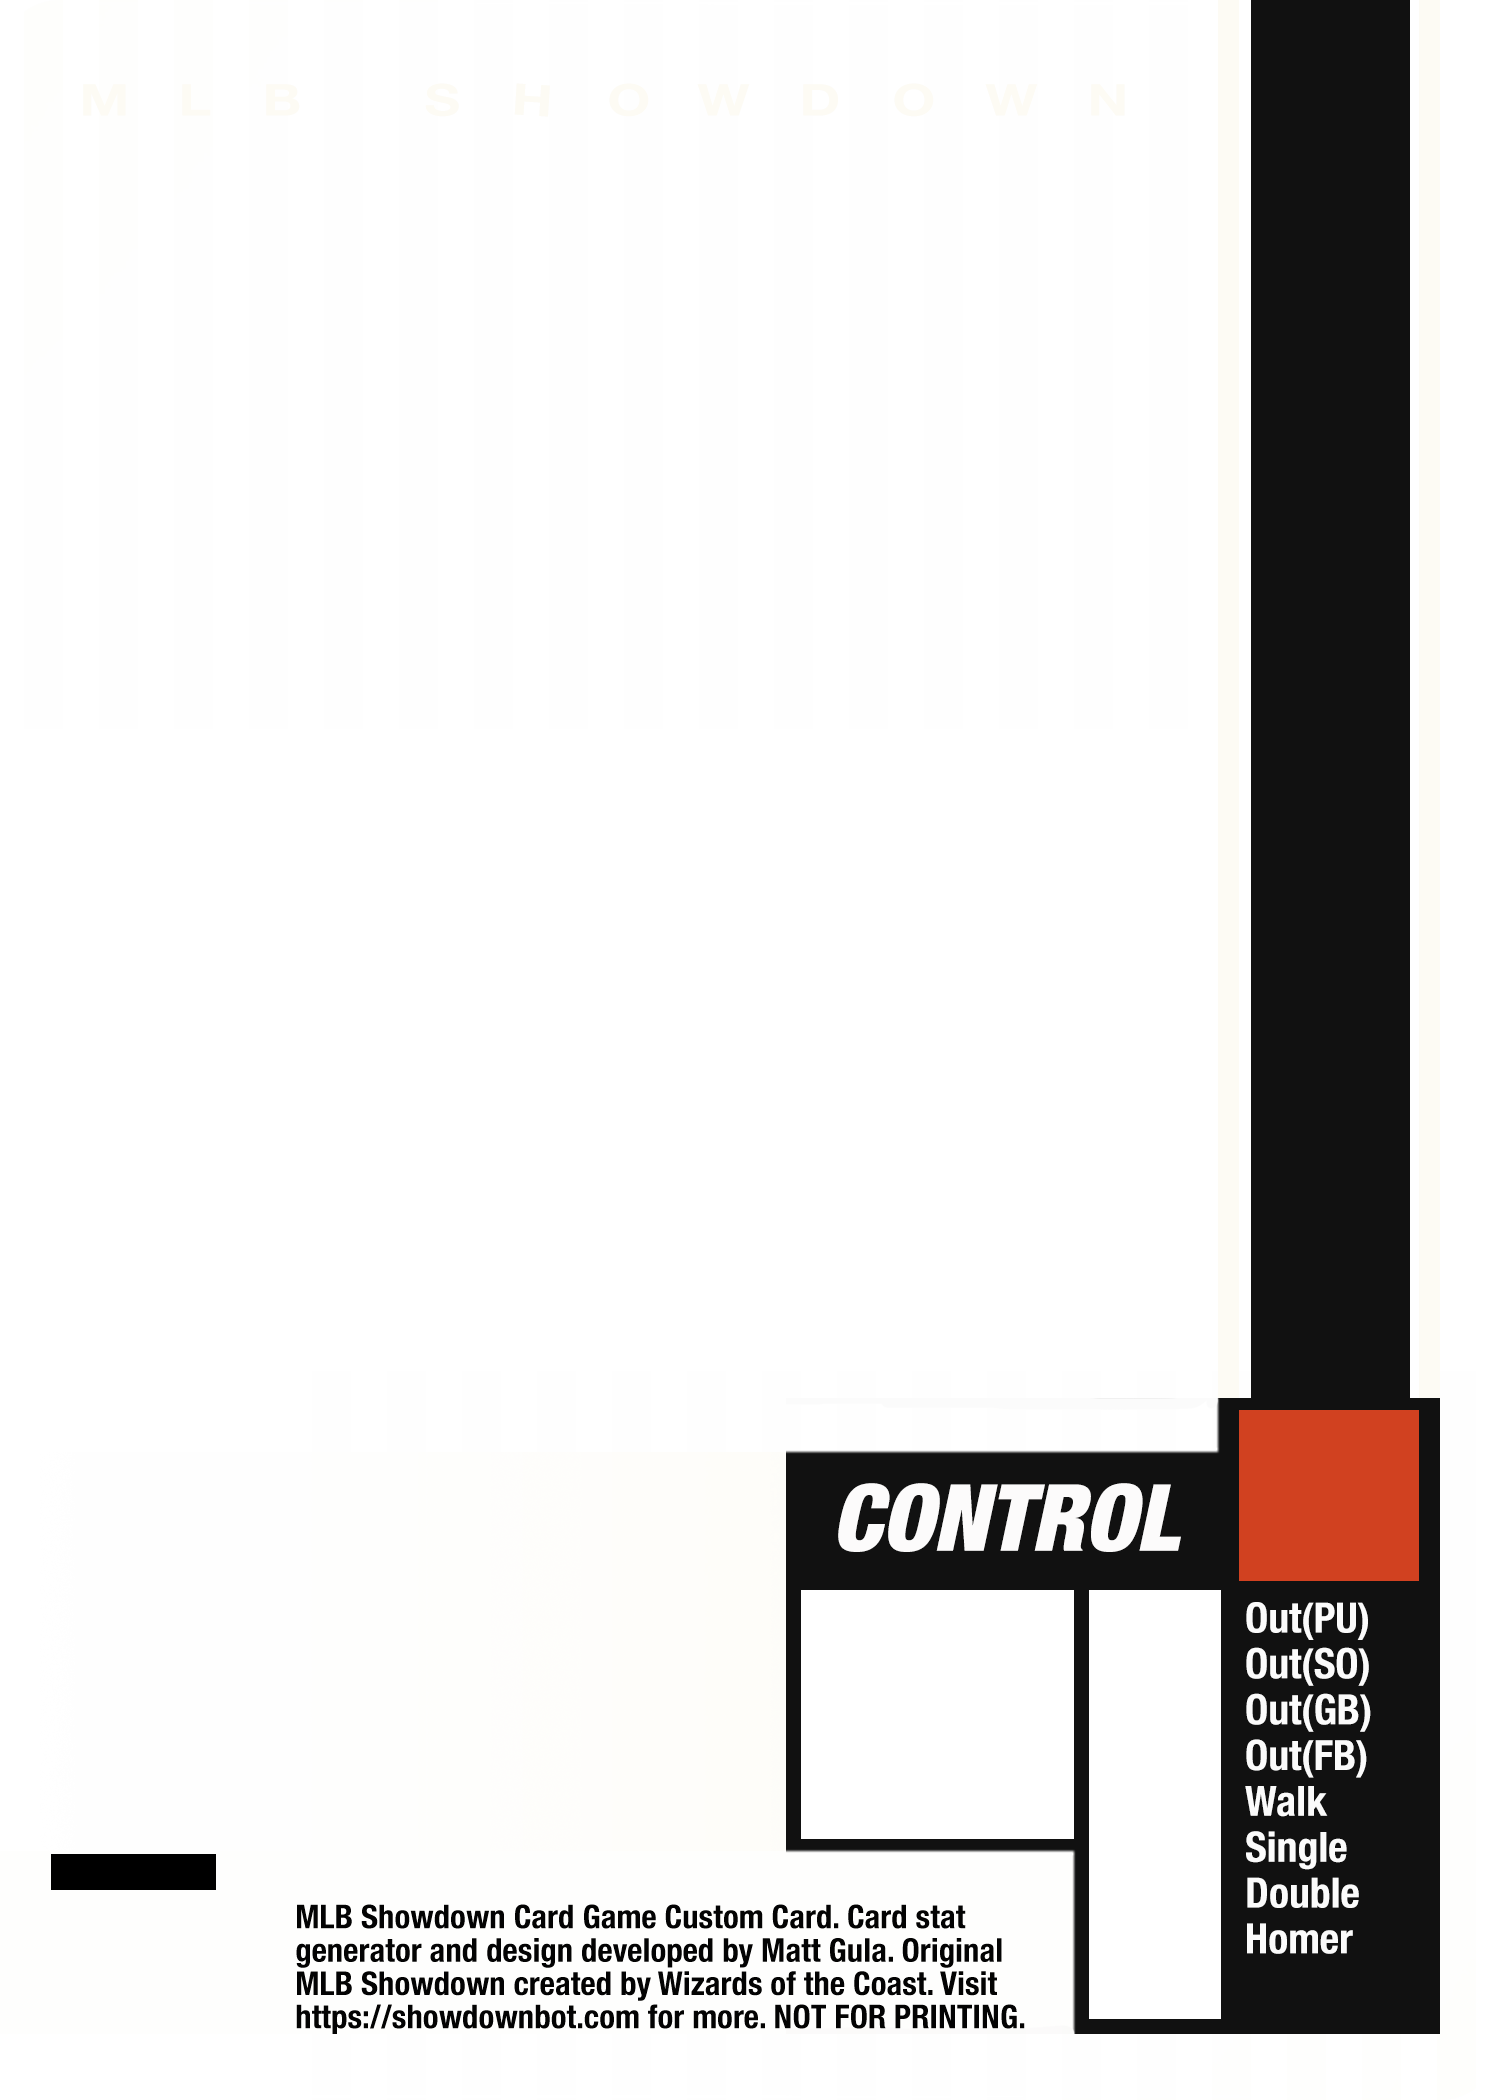 MLB SHOWDOWN
CONTROL
Out(PU)
Out(SO)
Out(GB)
Out(FB)
Walk
Single
Double
Homer
MLB Showdown Card Game Custom Card. Card stat
generator and design developed by Matt Gula. Original
MLB Showdown created by Wizards of the Coast. Visit
https://showdownbot.com for more. NOT FOR PRINTING.